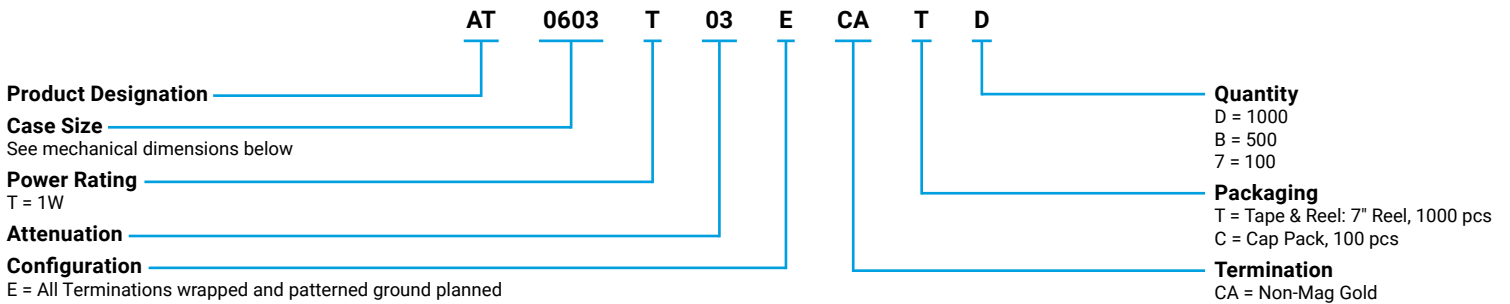 AT 0603 T 03 E CA T D
Product Designation
Case Size
See mechanical dimensions below
Power Rating
T = 1W
Attenuation
Configuration
E = All Terminations wrapped and patterned ground planned
Quantity
D = 1000
B = 500
7 = 100
Packaging
T = Tape & Reel: 7" Reel, 1000 pcs
C = Cap Pack, 100 pcs
Termination
CA = Non-Mag Gold